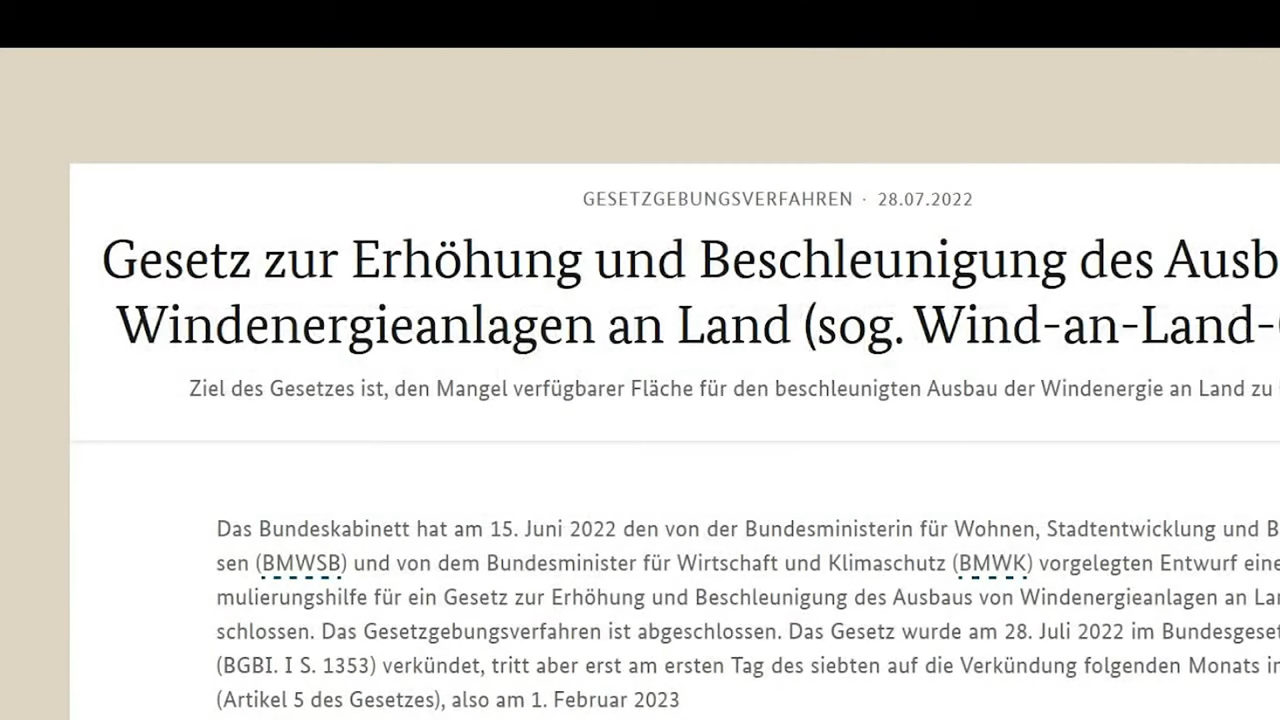 GESETZGEBUNGSVERFAHREN · 28.07.2022
Gesetz zur Erhöhung und Beschleunigung des Ausb
Windenergieanlagen an Land (sog. Wind-an-Land-
Ziel des Gesetzes ist, den Mangel verfügbarer Fläche für den beschleunigten Ausbau der Windenergie an Land zu
Das Bundeskabinett hat am 15. Juni 2022 den von der Bundesministerin für Wohnen, Stadtentwicklung und B
sen (BMWSB) und von dem Bundesminister für Wirtschaft und Klimaschutz (BMWK) vorgelegten Entwurf eine
mulierungshilfe für ein Gesetz zur Erhöhung und Beschleunigung des Ausbaus von Windenergieanlagen an Lan
schlossen. Das Gesetzgebungsverfahren ist abgeschlossen. Das Gesetz wurde am 28. Juli 2022 im Bundesgeset
(BGBI. I S. 1353) verkündet, tritt aber erst am ersten Tag des siebten auf die Verkündung folgenden Monats in
(Artikel 5 des Gesetzes), also am 1. Februar 2023